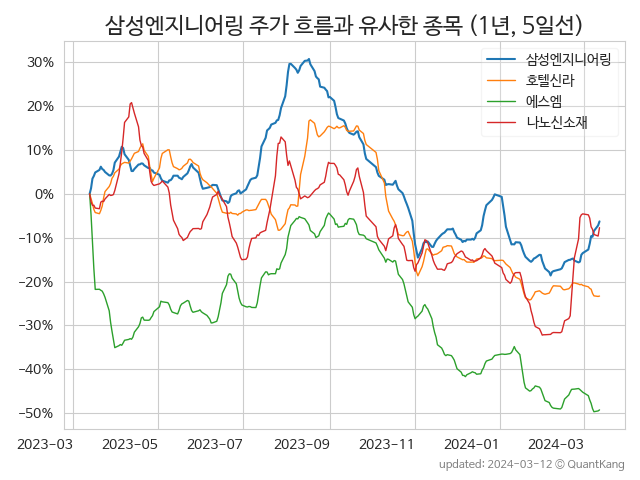 삼성엔지니어링 주가 흐름과 유사한 종목 (1년, 5일선)
삼성엔지니어링
호텔신라
에스엠
나노신소재
30%
20%
10%
0%
−10%
−20%
−30%
−40%
−50%
2023-03 2023-05 2023-07 2023-09 2023-11 2024-01 2024-03
updated: 2024-03-12 © QuantKang